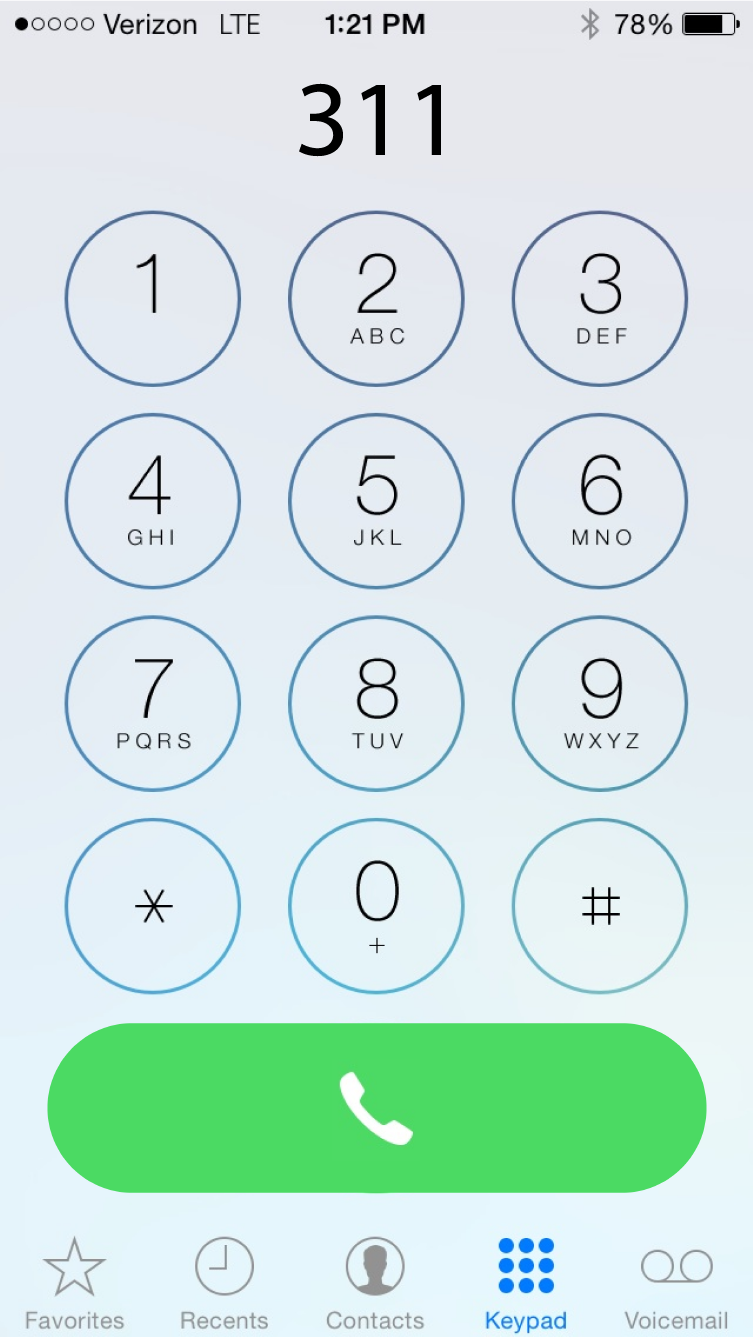 Verizon LTE 1:21 PM 78%
311
1 2 3
ABC DEF
4 5 6
GHI JKL MNO
7 8 9
PQRS TUV WXYZ
* 0 #
+
Favorites Recents Contacts Keypad Voicemail